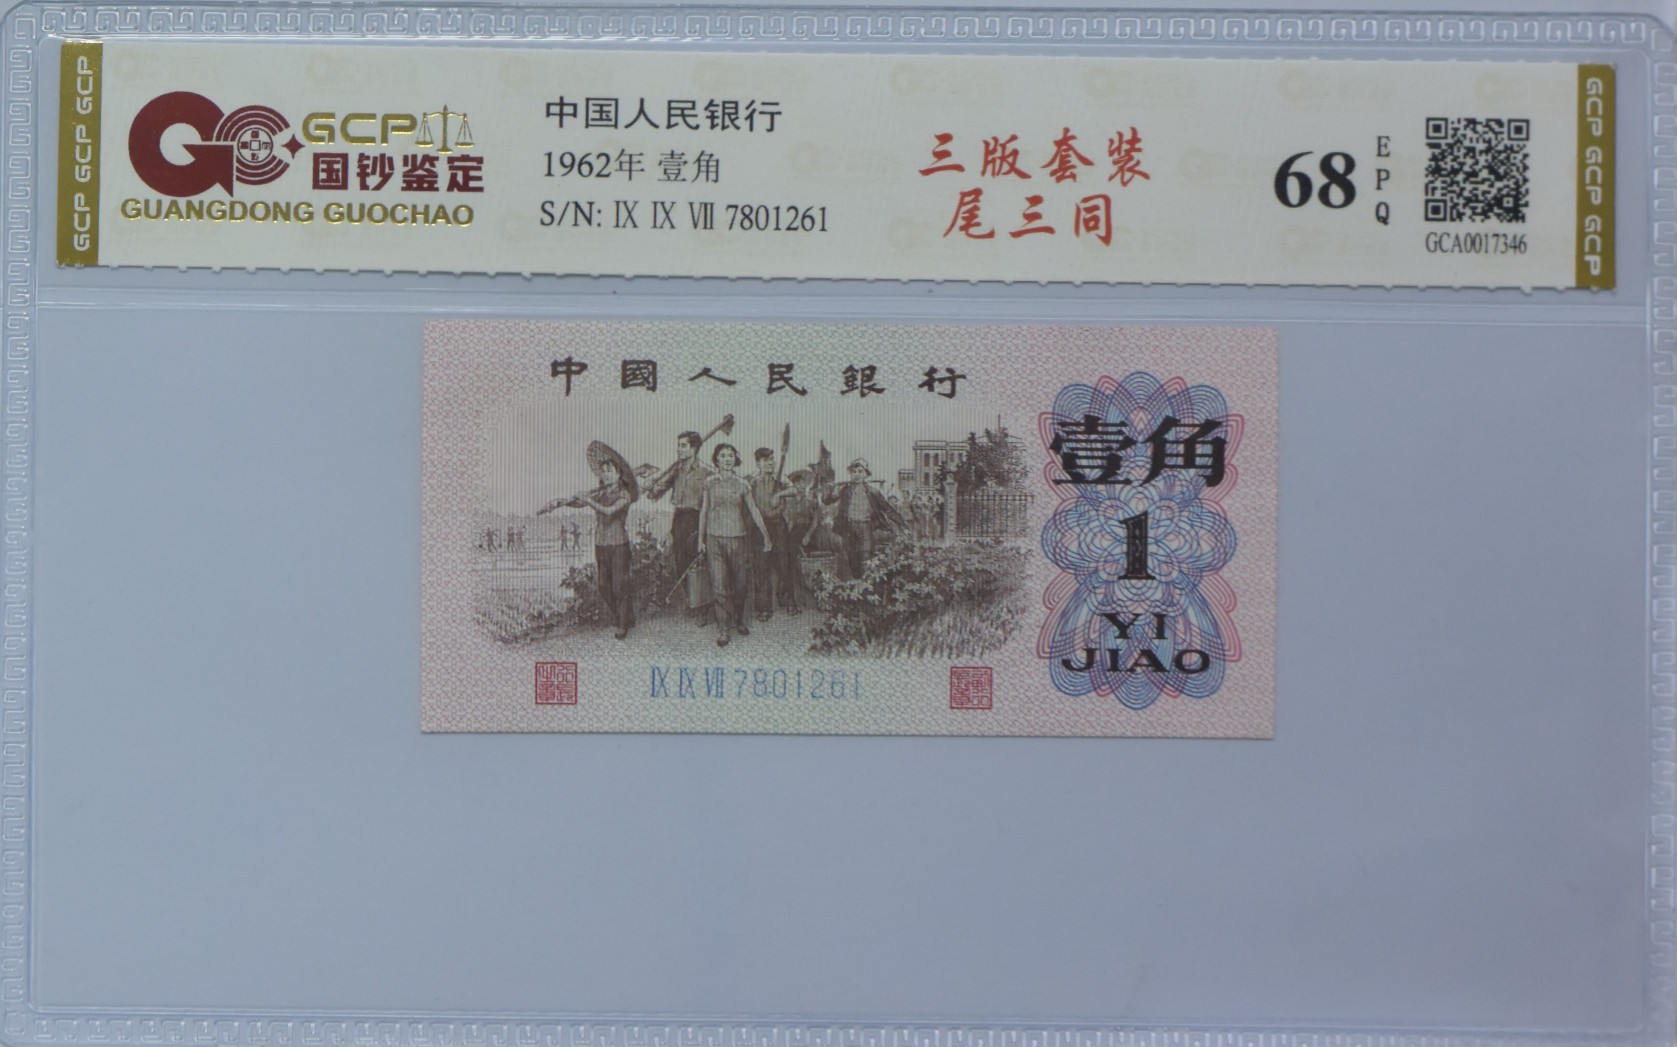 GCP GCP GCP
GCP
国钞鉴定
GUANGDONG GUOCHAO
中国人民银行
1962年 壹角
S/N: Ⅸ Ⅸ Ⅶ 7801261
三版套装
尾三同
68
EPQ
GCA0017346
GCP GCP GCP
中國人民銀行
壹角
1
YI
JIAO
Ⅸ Ⅸ Ⅶ 7801261